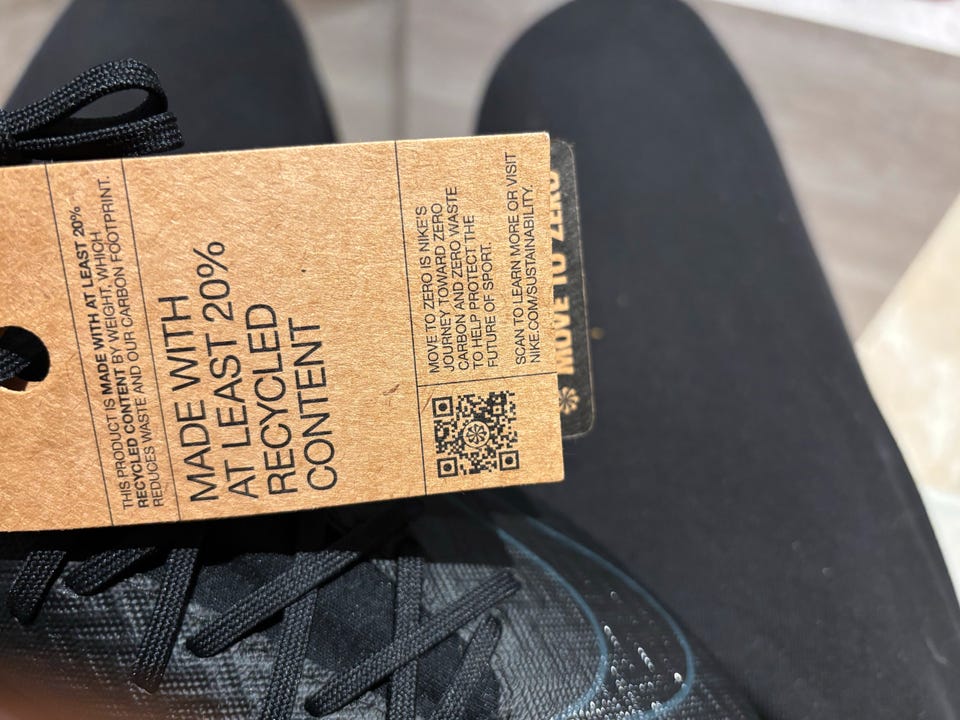 THIS PRODUCT IS MADE WITH AT LEAST 20%
RECYCLED CONTENT BY WEIGHT, WHICH
REDUCES WASTE AND OUR CARBON FOOTPRINT.
MADE WITH
AT LEAST 20%
RECYCLED
CONTENT
MOVE TO ZERO IS NIKE'S
JOURNEY TOWARD ZERO
CARBON AND ZERO WASTE
TO HELP PROTECT THE
FUTURE OF SPORT.
SCAN TO LEARN MORE OR VISIT
NIKE.COM/SUSTAINABILITY.
MOVE TO ZERO